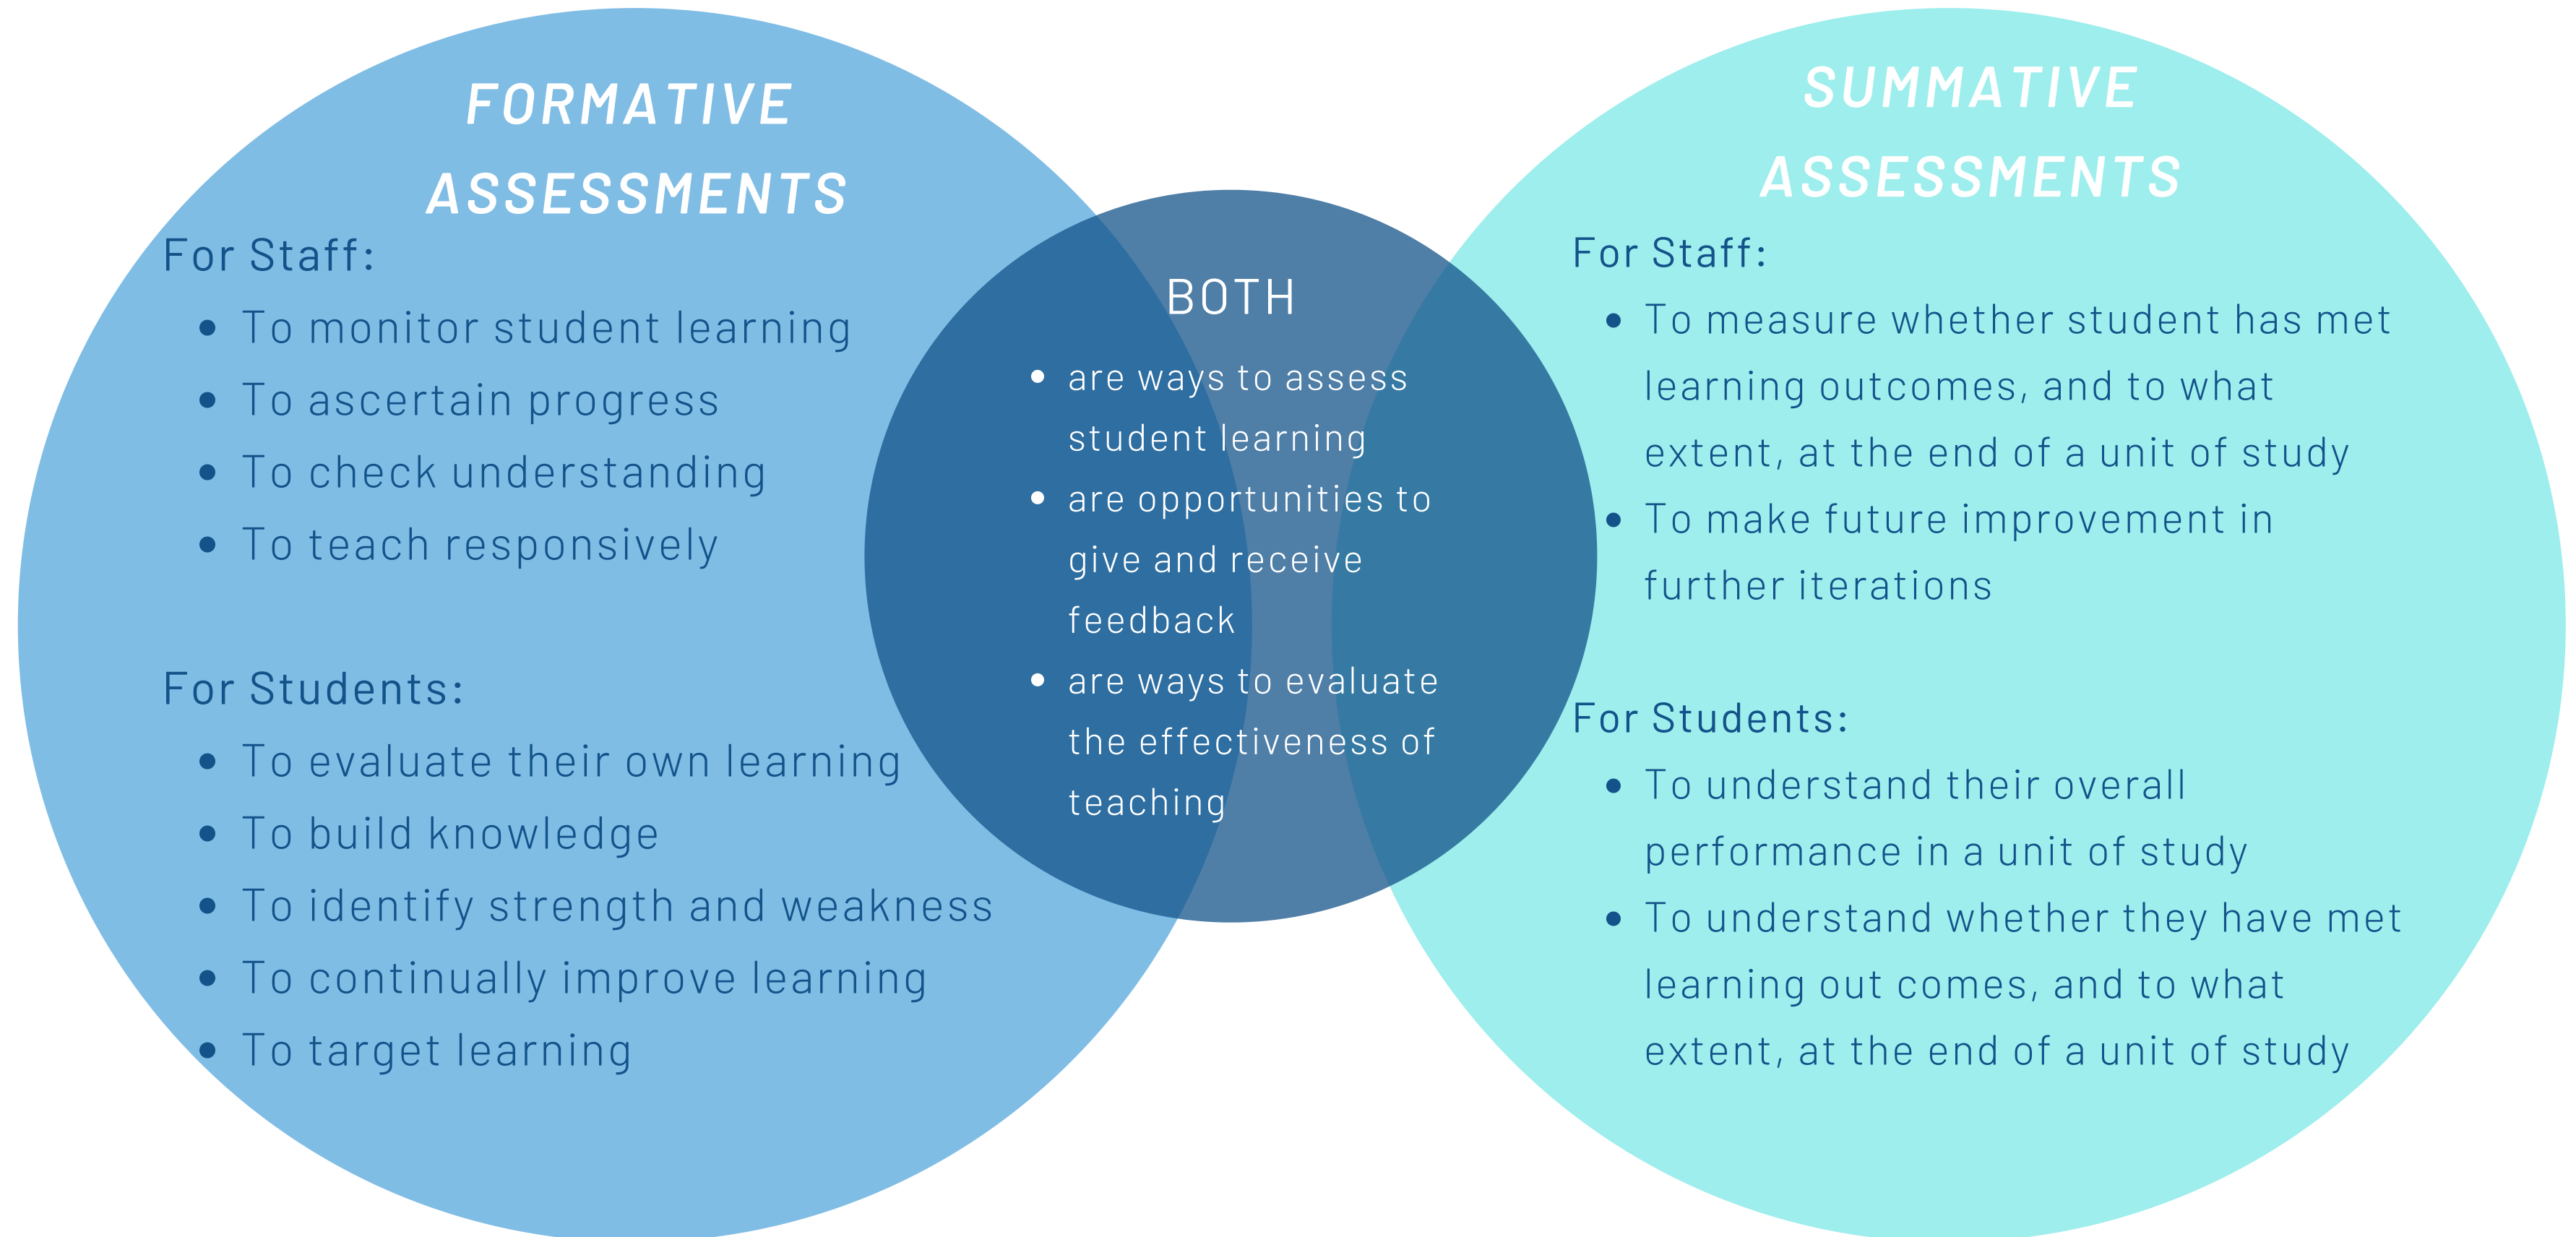 FORMATIVE
ASSESSMENTS
For Staff:
• To monitor student learning
• To ascertain progress
• To check understanding
• To teach responsively
For Students:
• To evaluate their own learning
• To build knowledge
• To identify strength and weakness
• To continually improve learning
• To target learning
BOTH
• are ways to assess
student learning
• are opportunities to
give and receive
feedback
• are ways to evaluate
the effectiveness of
teaching
SUMMATIVE
ASSESSMENTS
For Staff:
• To measure whether student has met
learning outcomes, and to what
extent, at the end of a unit of study
• To make future improvement in
further iterations
For Students:
• To understand their overall
performance in a unit of study
• To understand whether they have met
learning out comes, and to what
extent, at the end of a unit of study